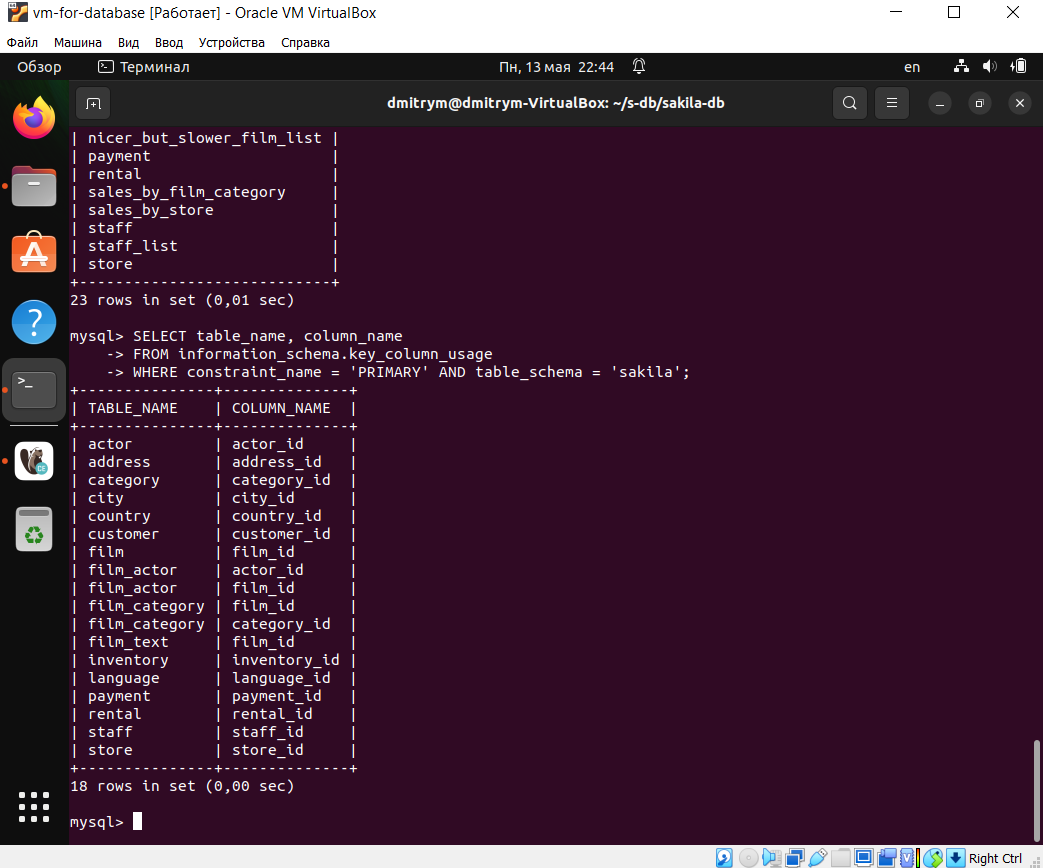 vm-for-database [Работает] - Oracle VM VirtualBox
Файл Машина Вид Ввод Устройства Справка
Обзор Терминал Пн, 13 мая 22:44 en
dmitrym@dmitrym-VirtualBox: ~/s-db/sakila-db
| nicer_but_slower_film_list |
| payment |
| rental |
| sales_by_film_category |
| sales_by_store |
| staff |
| staff_list |
| store |
+----------------------------+
23 rows in set (0,01 sec)
mysql> SELECT table_name, column_name
-> FROM information_schema.key_column_usage
-> WHERE constraint_name = 'PRIMARY' AND table_schema = 'sakila';
+---------------+--------------+
| TABLE_NAME | COLUMN_NAME |
+---------------+--------------+
| actor | actor_id |
| address | address_id |
| category | category_id |
| city | city_id |
| country | country_id |
| customer | customer_id |
| film | film_id |
| film_actor | actor_id |
| film_actor | film_id |
| film_category | film_id |
| film_category | category_id |
| film_text | film_id |
| inventory | inventory_id |
| language | language_id |
| payment | payment_id |
| rental | rental_id |
| staff | staff_id |
| store | store_id |
+---------------+--------------+
18 rows in set (0,00 sec)
mysql>
Right Ctrl